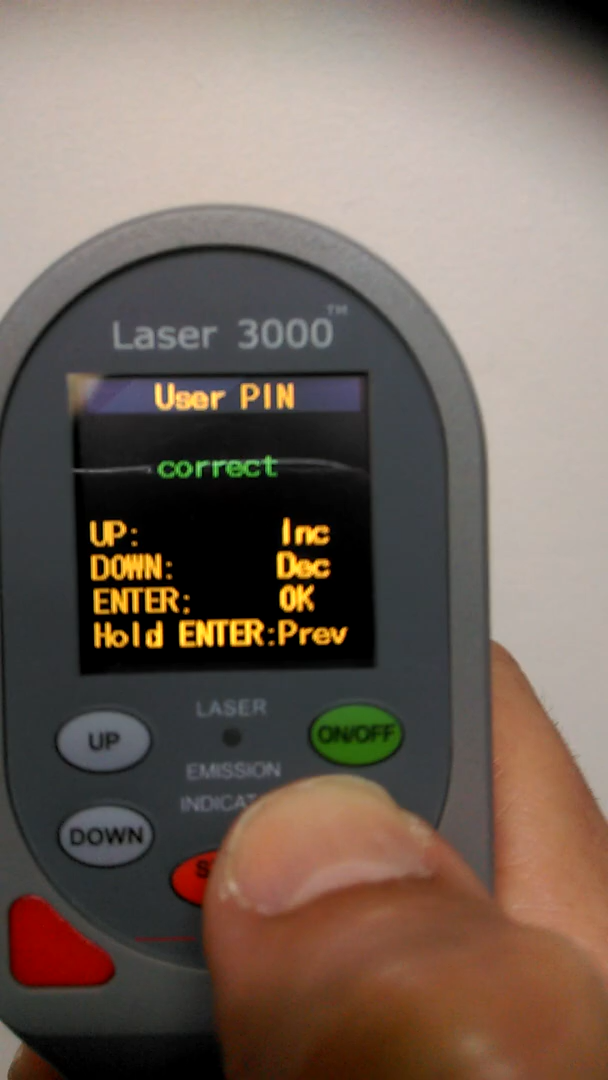 Laser 3000™
User PIN
correct
UP: Inc
DOWN: Dec
ENTER: OK
Hold ENTER:Prev
LASER
UP
ON/OFF
EMISSION
DOWN